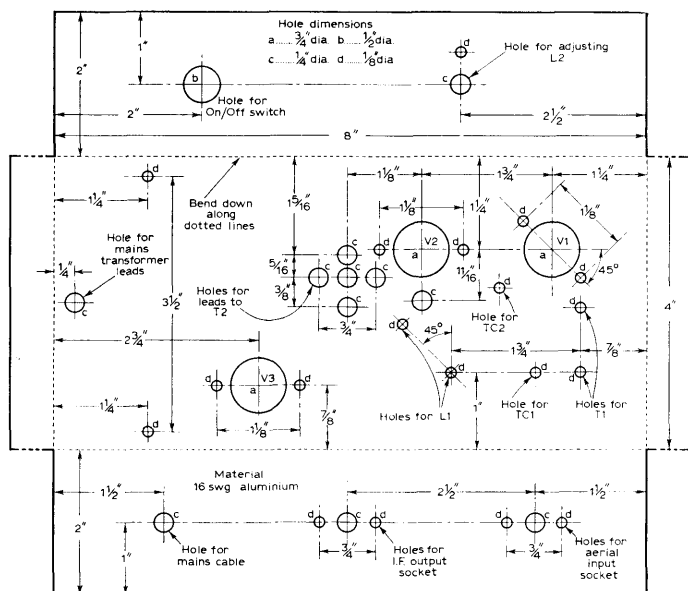 Hole dimensions
a...... 3/4" dia. b...... 1/2" dia.
c...... 1/4" dia. d...... 1/8" dia
1"
2"
b
Hole for
On/Off switch
2"
d
c
Hole for adjusting
L2
2 1/2"
8"
d
1 1/4"
Bend down
along
dotted lines
15/16"
1 1/8"
1 3/4"
1 1/4"
1 1/8"
1 1/4"
1 1/8"
d
V2
a
d
d
V1
a
d
45°
Hole for
mains
transformer
leads
1/4"
c
3 1/2"
5/16"
3/8"
c
c
c
c
c
Holes for
leads to
T2
3/4"
11/16"
c
d
Hole for
TC2
d
4"
2 3/4"
d
45°
1 3/4"
7/8"
d
V3
a
d
d
d
d
1 1/4"
d
1 1/8"
7/8"
Holes for L1
1"
Hole for
TC1
Holes for
T1
Material
16 swg aluminium
1 1/2"
2 1/2"
1 1/2"
2"
1"
c
Hole for
mains cable
d
c
d
3/4"
Holes for
I.F. output
socket
d
c
d
3/4"
Holes for
aerial
input
socket